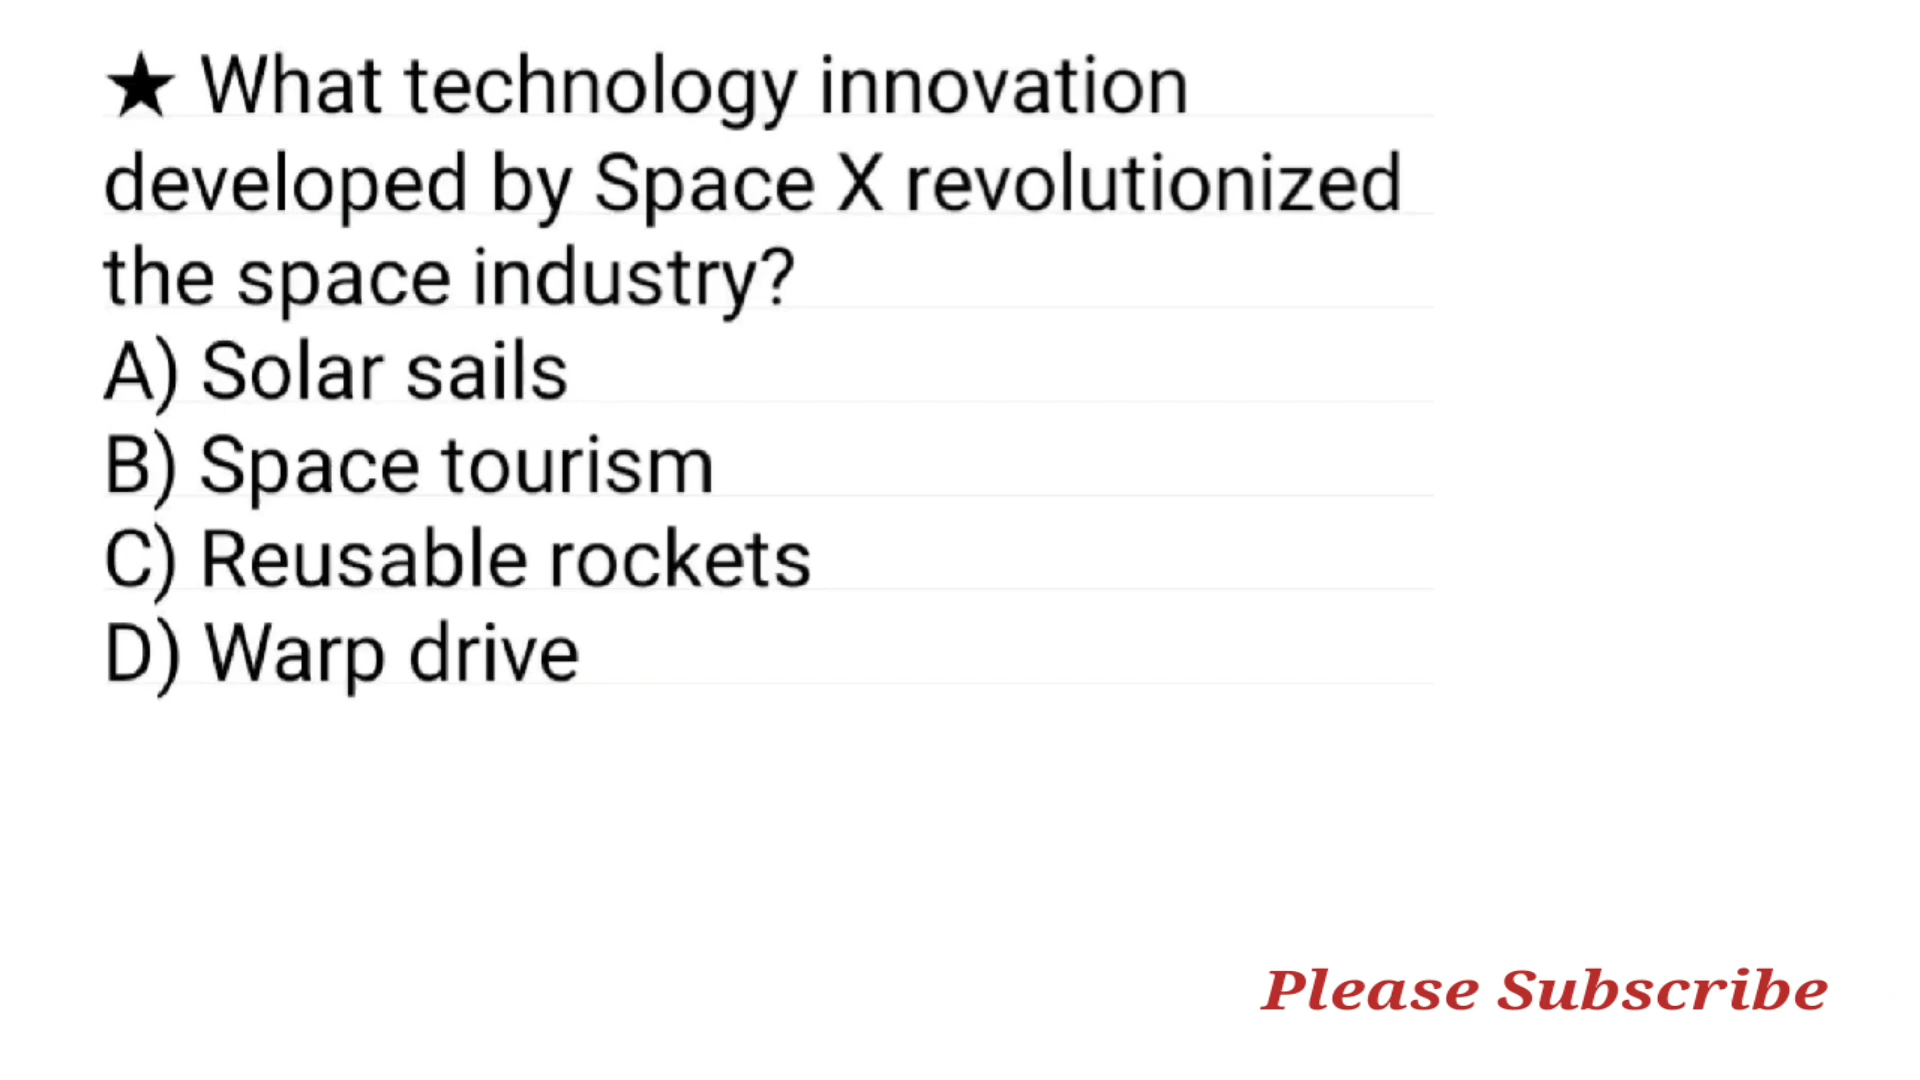 ★ What technology innovation
developed by Space X revolutionized
the space industry?
A) Solar sails
B) Space tourism
C) Reusable rockets
D) Warp drive
Please Subscribe